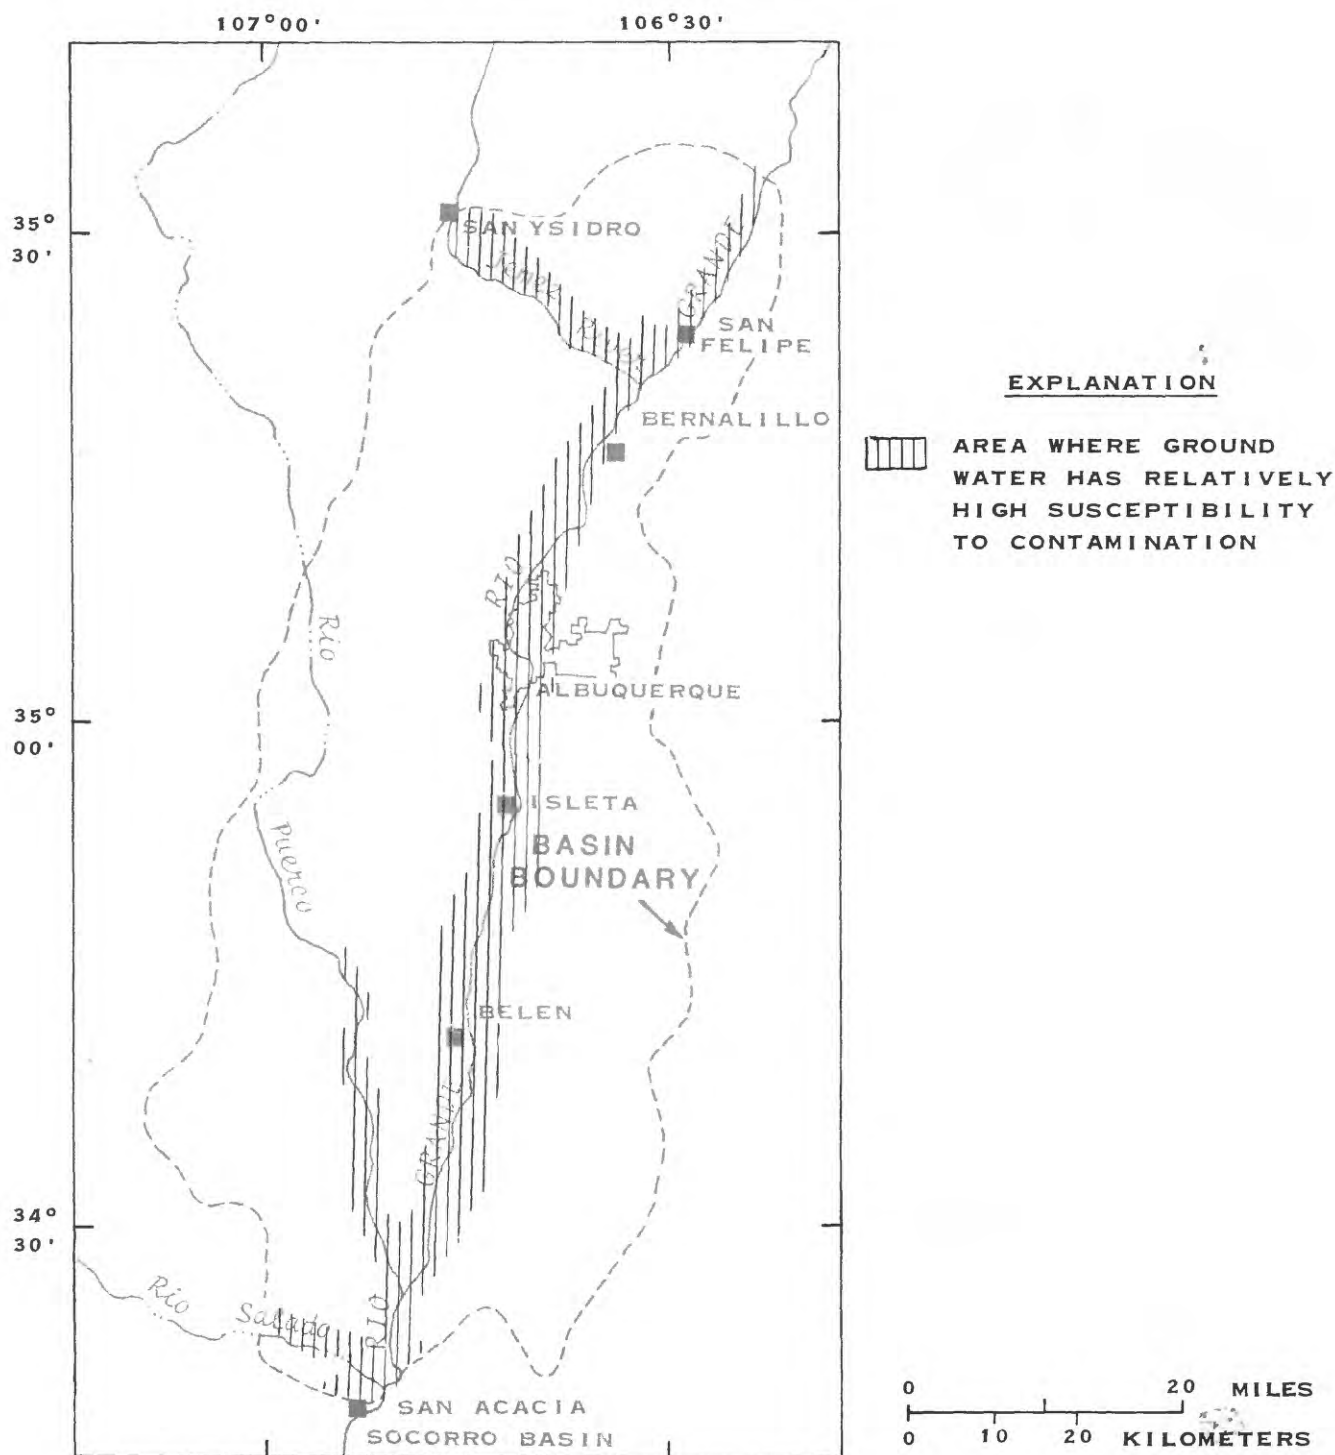 107°00' 106°30'
35°
30'
SAN YSIDRO
Jemez River
GRANDE
SAN
FELIPE
EXPLANATION
BERNALILLO
AREA WHERE GROUND
WATER HAS RELATIVELY
HIGH SUSCEPTIBILITY
TO CONTAMINATION
RIO
Rio
ALBUQUERQUE
35°
00'
ISLETA
Puerco
BASIN
BOUNDARY
BELEN
GRANDE
34°
30'
Rio Salado
RIO
SAN ACACIA
SOCORRO BASIN
0 20 MILES
0 10 20 KILOMETERS